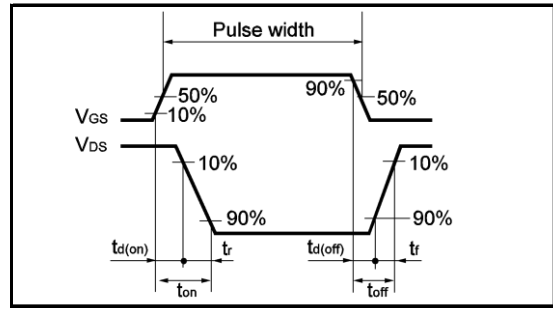 Pulse width
90%
50%
50%
VGS
10%
VDS
10%
10%
90%
90%
td(on)
tr
td(off)
tf
ton
toff